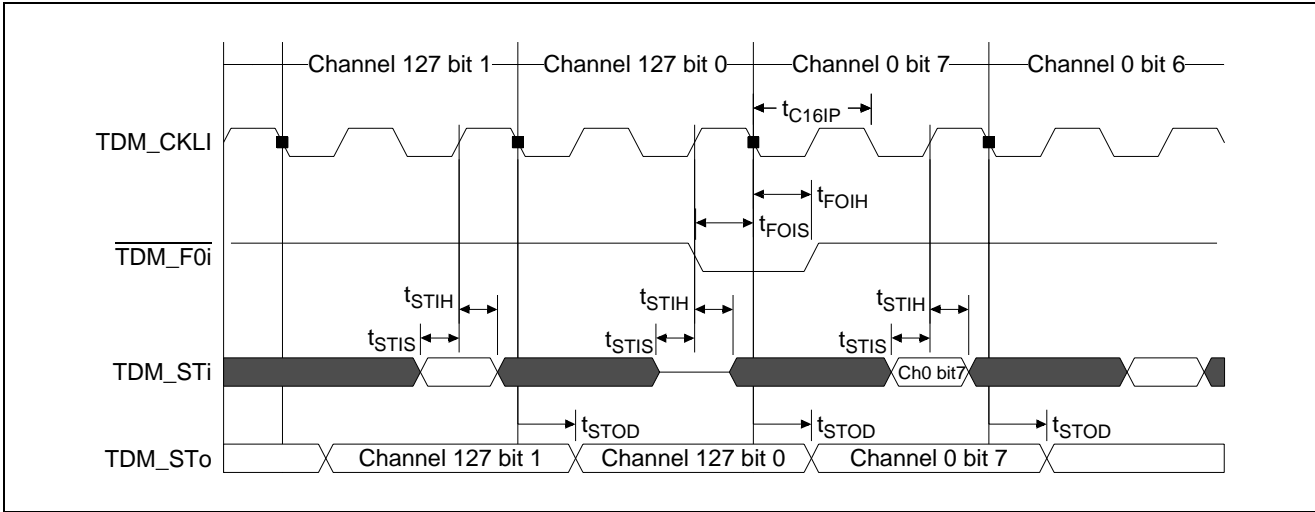 Channel 127 bit 1 Channel 127 bit 0 Channel 0 bit 7 Channel 0 bit 6
tC16IP
TDM_CKLI
tFOIH
tFOIS
TDM_F0i
tSTIH tSTIH tSTIH
tSTIS tSTIS tSTIS
TDM_STi Ch0 bit7
tSTOD tSTOD tSTOD
TDM_STo Channel 127 bit 1 Channel 127 bit 0 Channel 0 bit 7